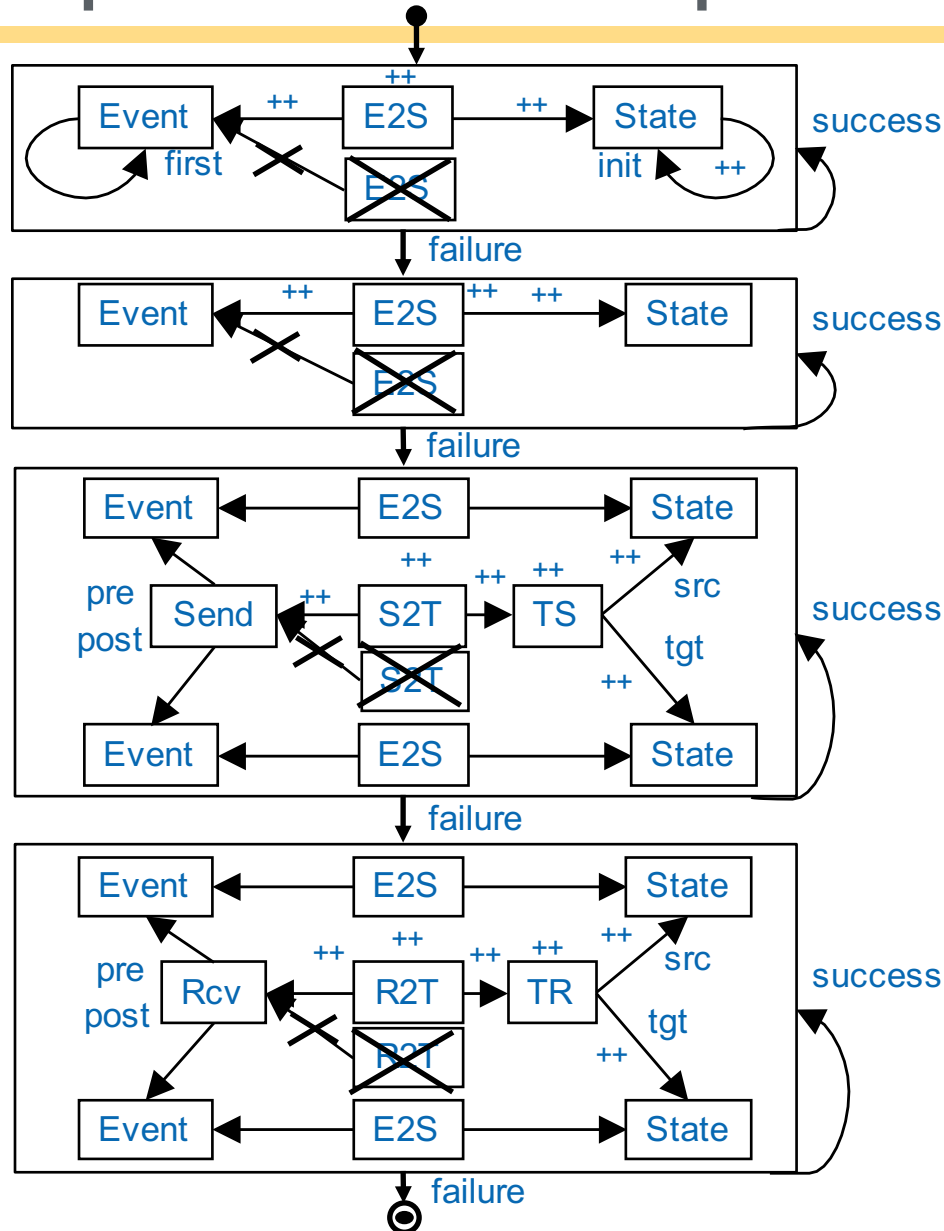 ++
Event ++ E2S ++ State success
first E2S init ++
failure
Event ++ E2S ++ ++ State success
E2S
failure
Event E2S State
++ ++ ++ ++
pre Send ++ S2T TS src success
post S2T tgt
++
Event E2S State
failure
Event E2S State
++ ++ ++ ++ ++
pre Rcv R2T TR src success
post R2T tgt
++
Event E2S State
failure